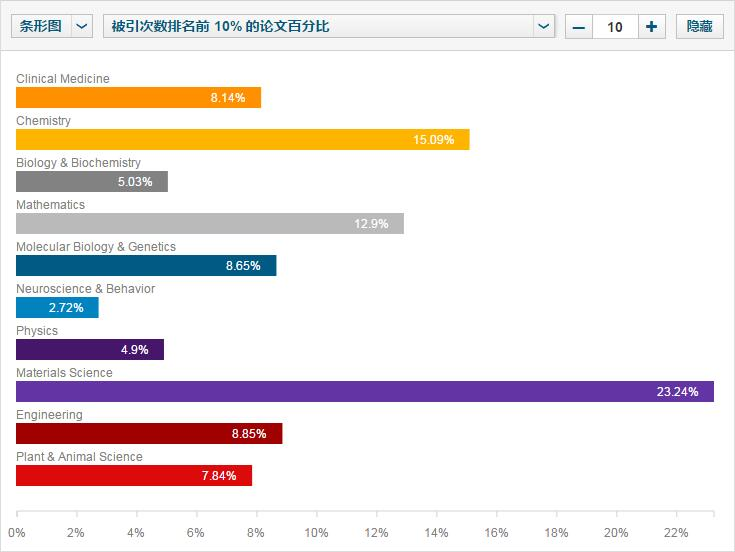 条形图
被引次数排名前 10% 的论文百分比
− 10 +
隐藏
Clinical Medicine
8.14%
Chemistry
15.09%
Biology & Biochemistry
5.03%
Mathematics
12.9%
Molecular Biology & Genetics
8.65%
Neuroscience & Behavior
2.72%
Physics
4.9%
Materials Science
23.24%
Engineering
8.85%
Plant & Animal Science
7.84%
0% 2% 4% 6% 8% 10% 12% 14% 16% 18% 20% 22%